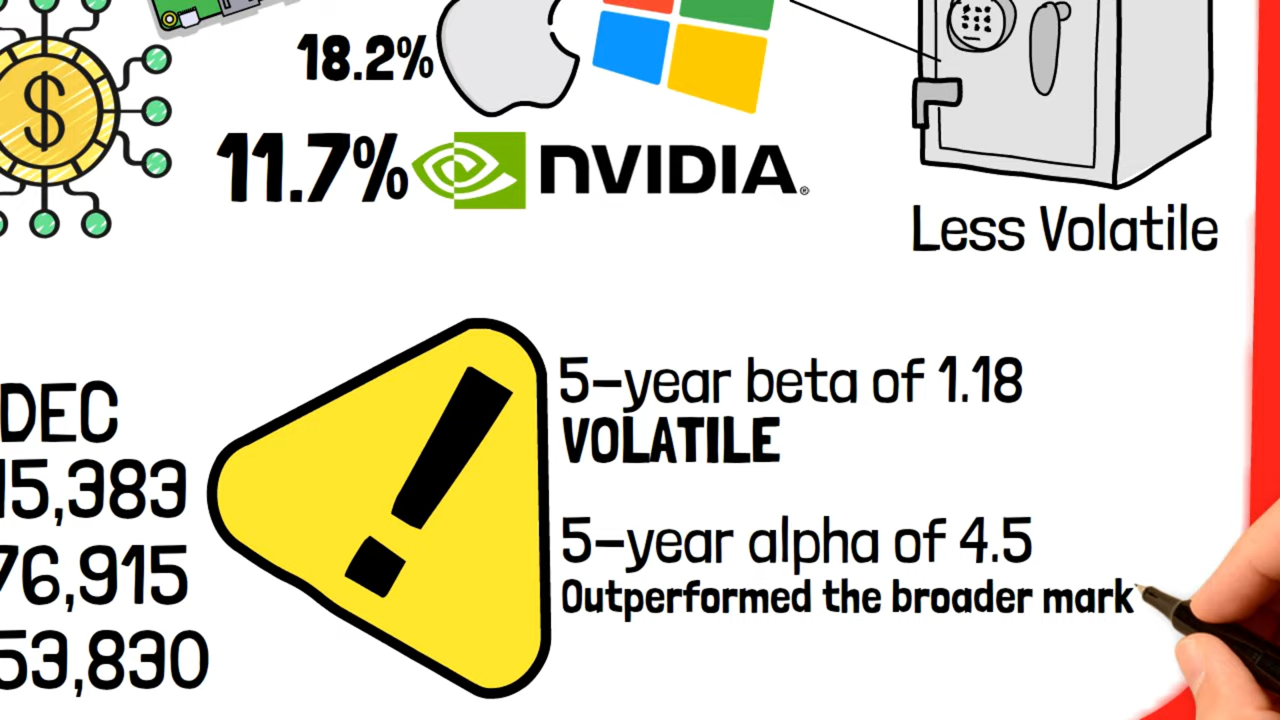 18.2%
11.7% NVIDIA®
Less Volatile
5-year beta of 1.18
VOLATILE
5-year alpha of 4.5
Outperformed the broader mark
DEC
15,383
76,915
53,830